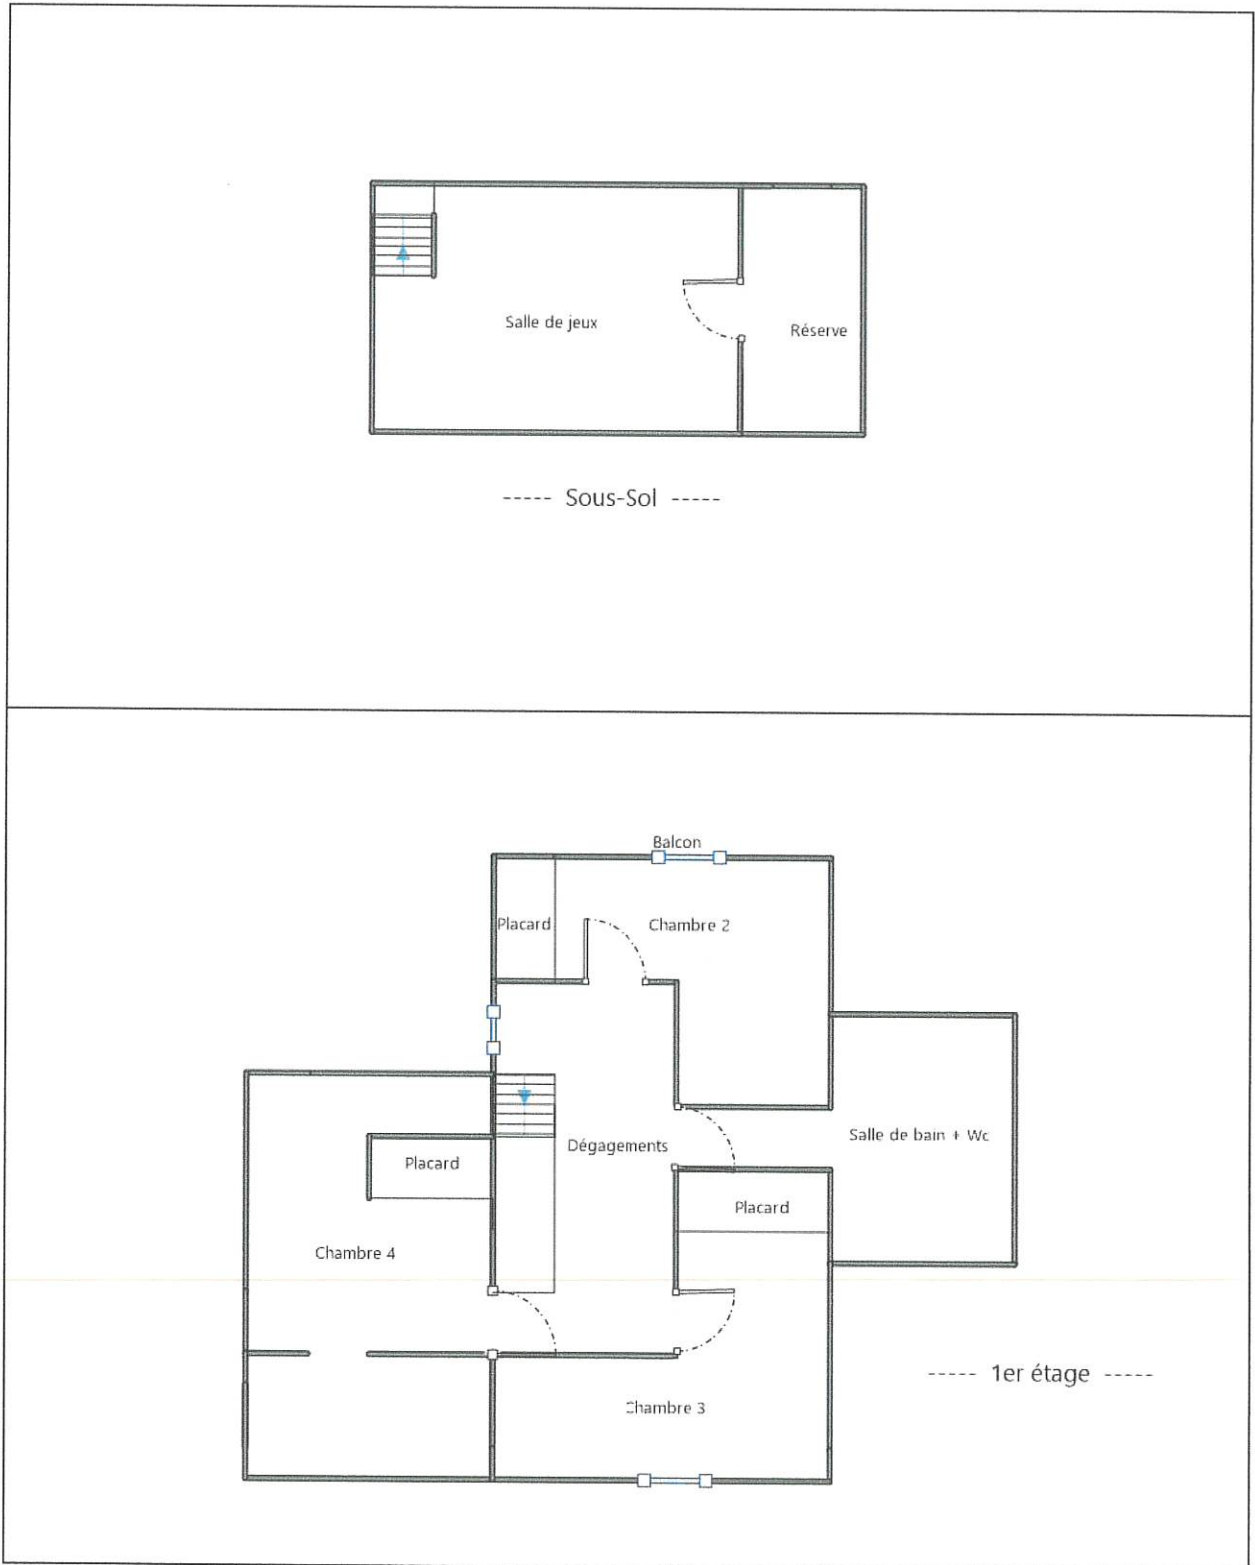 Salle de jeux
Réserve
----- Sous-Sol -----
Balcon
Placard
Chambre 2
Salle de bain + Wc
Dégagements
Placard
Placard
Chambre 4
----- 1er étage -----
Chambre 3